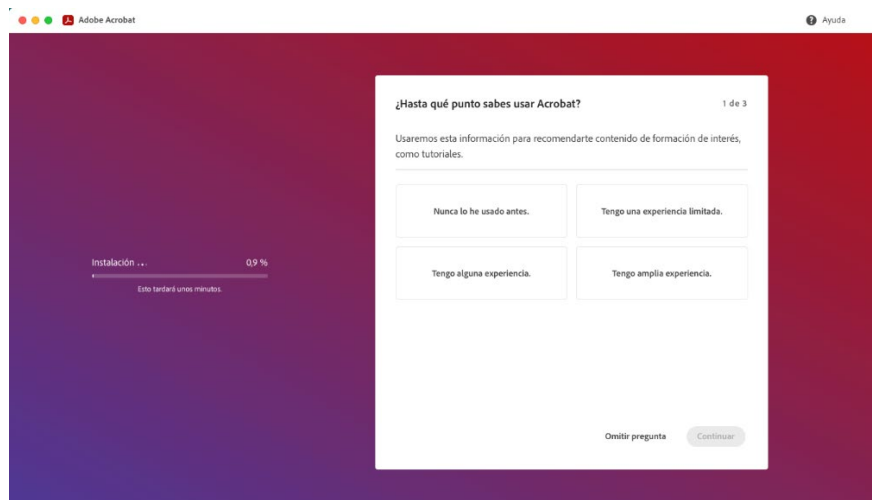 Adobe Acrobat
Ayuda
¿Hasta qué punto sabes usar Acrobat?
1 de 3
Usaremos esta información para recomendarte contenido de formación de interés,
como tutoriales.
Nunca lo he usado antes.
Tengo una experiencia limitada.
Tengo alguna experiencia.
Tengo amplia experiencia.
Instalación ...
0,9 %
Esto tardará unos minutos.
Omitir pregunta
Continuar